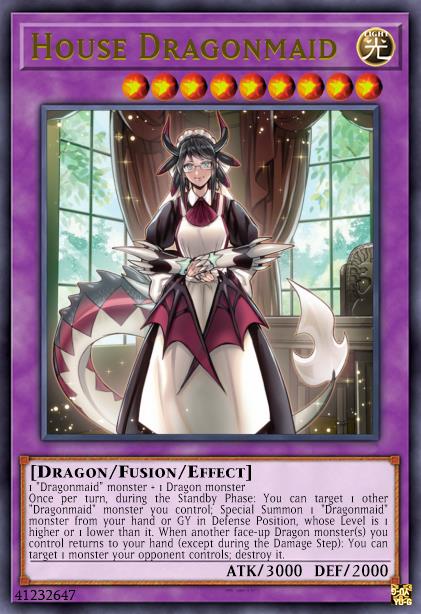 HOUSE DRAGONMAID
LIGHT
光
[DRAGON/FUSION/EFFECT]
1 "Dragonmaid" monster + 1 Dragon monster
Once per turn, during the Standby Phase: You can target 1 other
"Dragonmaid" monster you control; Special Summon 1 "Dragonmaid"
monster from your hand or GY in Defense Position, whose Level is 1
higher or 1 lower than it. When another face-up Dragon monster(s) you
control returns to your hand (except during the Damage Step): You can
target 1 monster your opponent controls; destroy it.
ATK/3000 DEF/2000
41232647